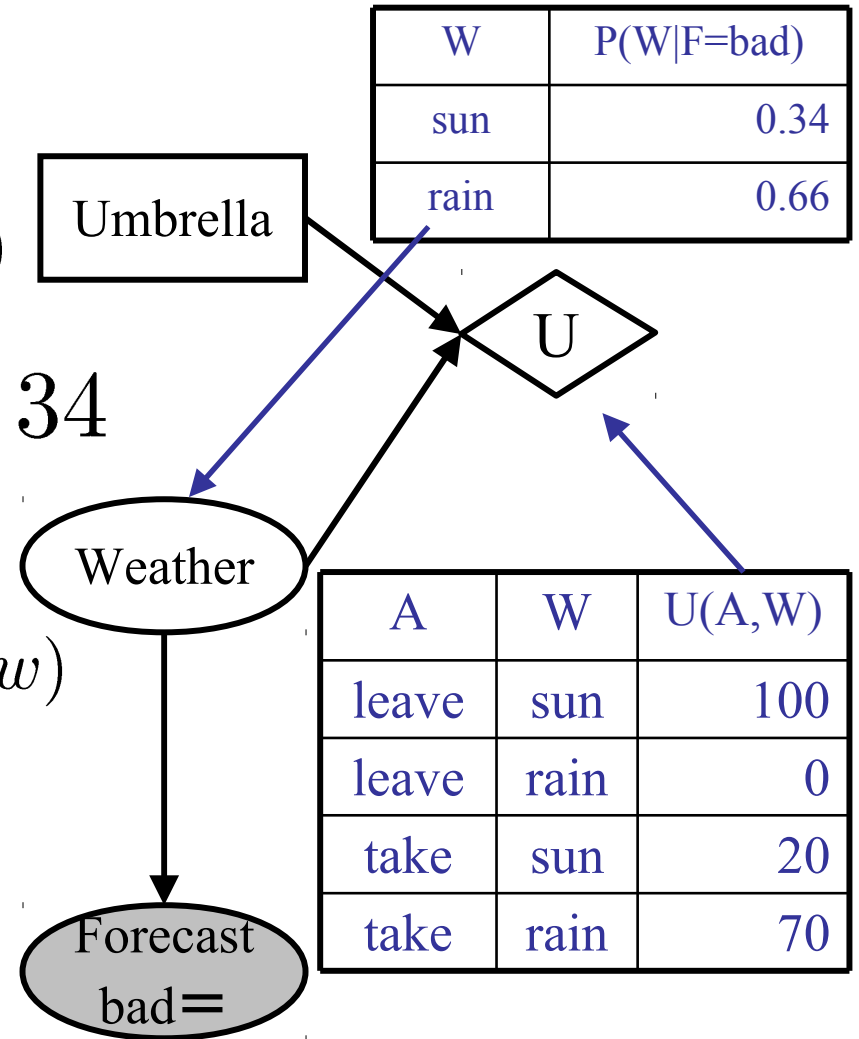 W P(W|F=bad)
sun 0.34
rain 0.66
Umbrella
)
U
34
Weather
A W U(A,W)
w)
leave sun 100
leave rain 0
take sun 20
take rain 70
Forecast
bad=